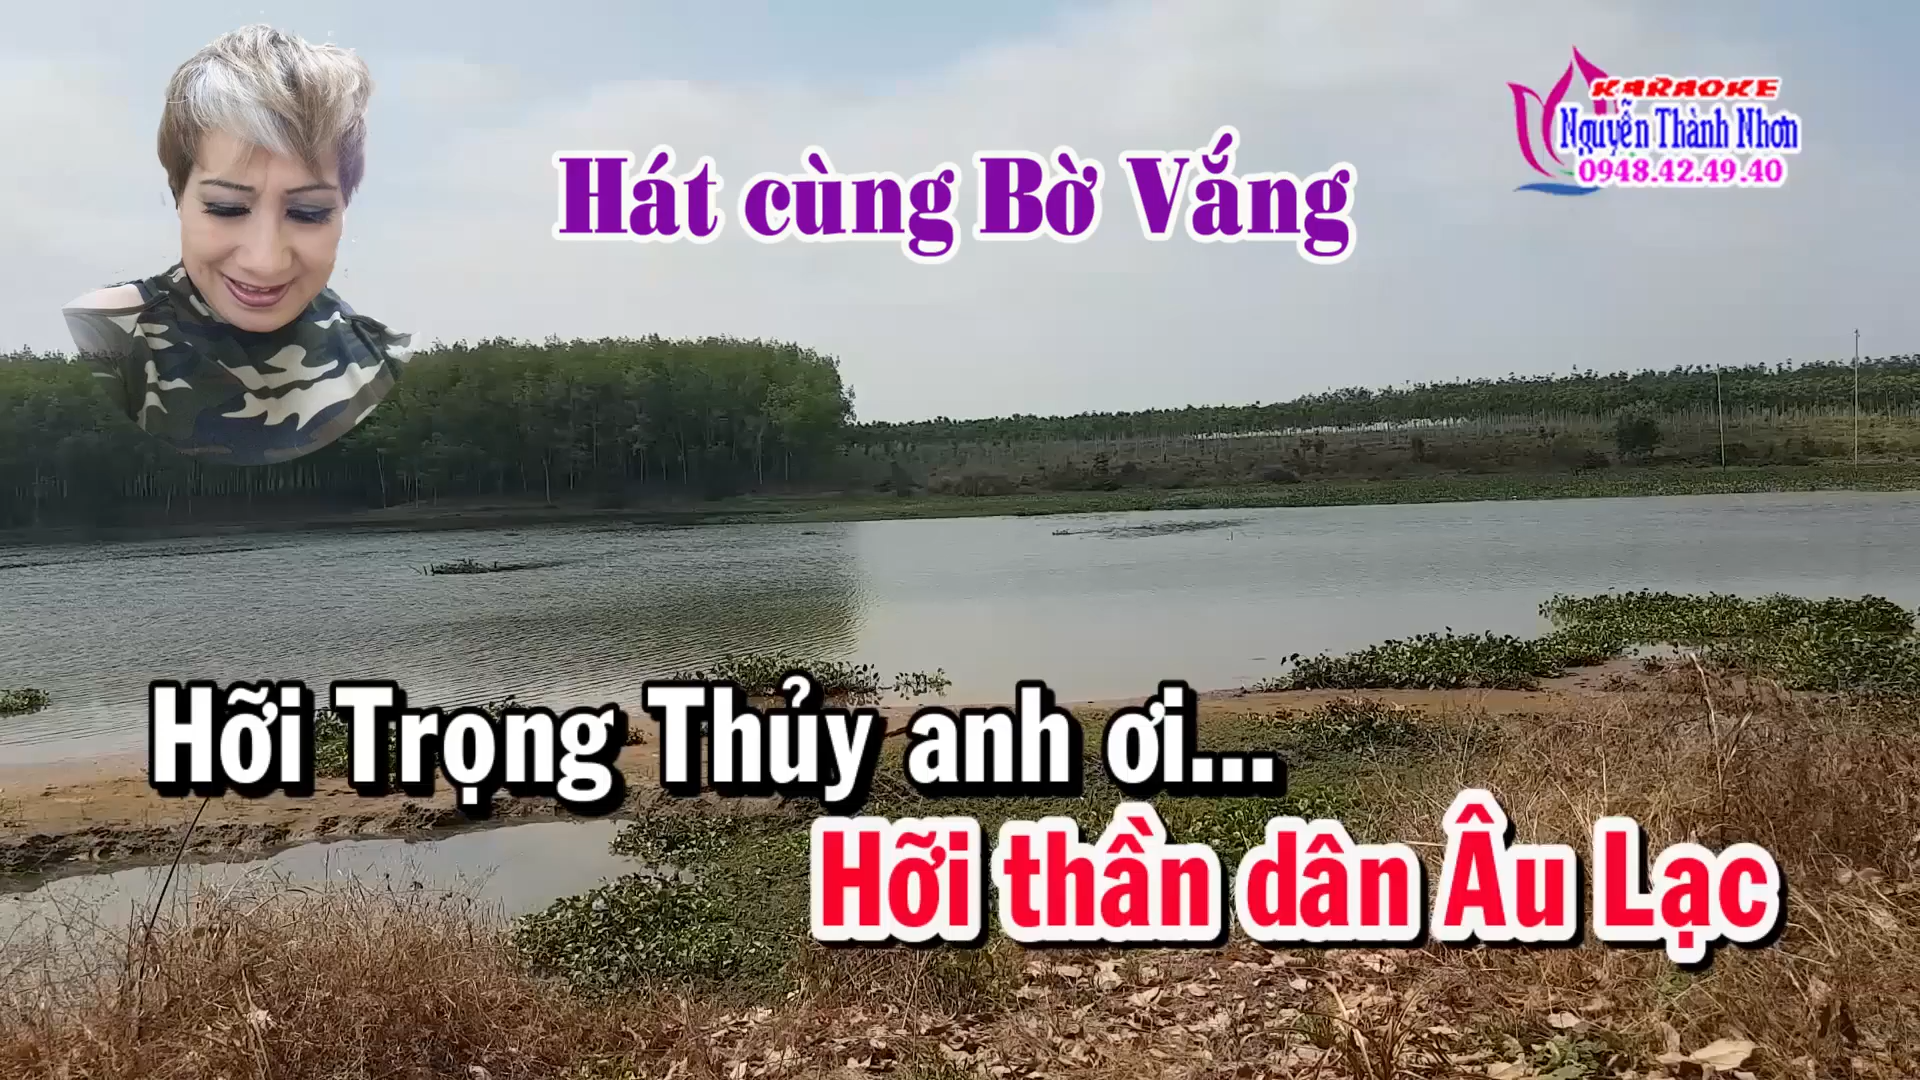 KARAOKE
Nguyễn Thành Nhơn
0948.42.49.40
Hát cùng Bờ Vắng
Hỡi Trọng Thủy anh ơi...
Hỡi thần dân Âu Lạc